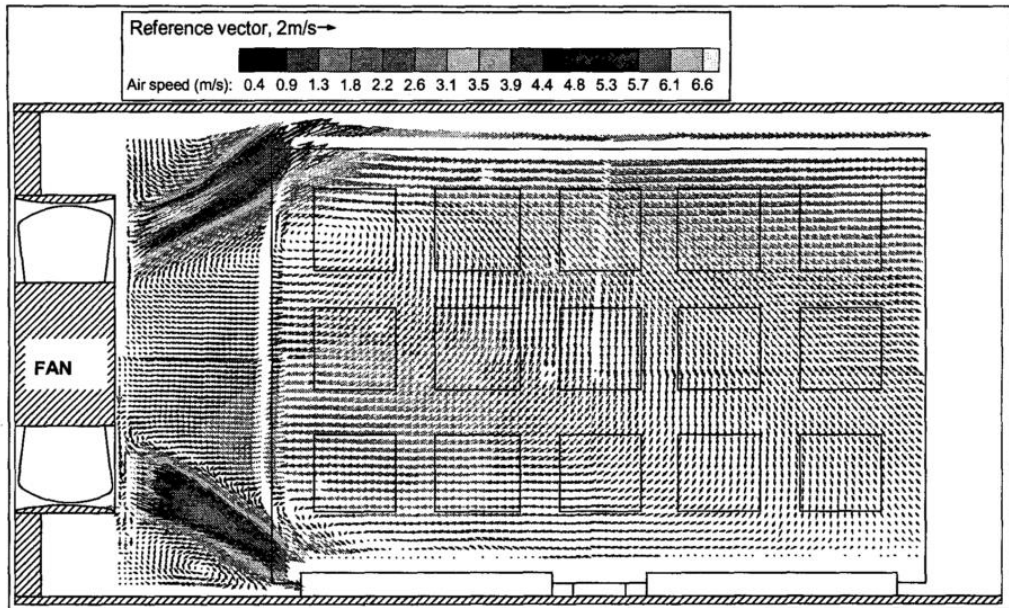 Reference vector, 2m/s→
Air speed (m/s): 0.4 0.9 1.3 1.8 2.2 2.6 3.1 3.5 3.9 4.4 4.8 5.3 5.7 6.1 6.6
FAN